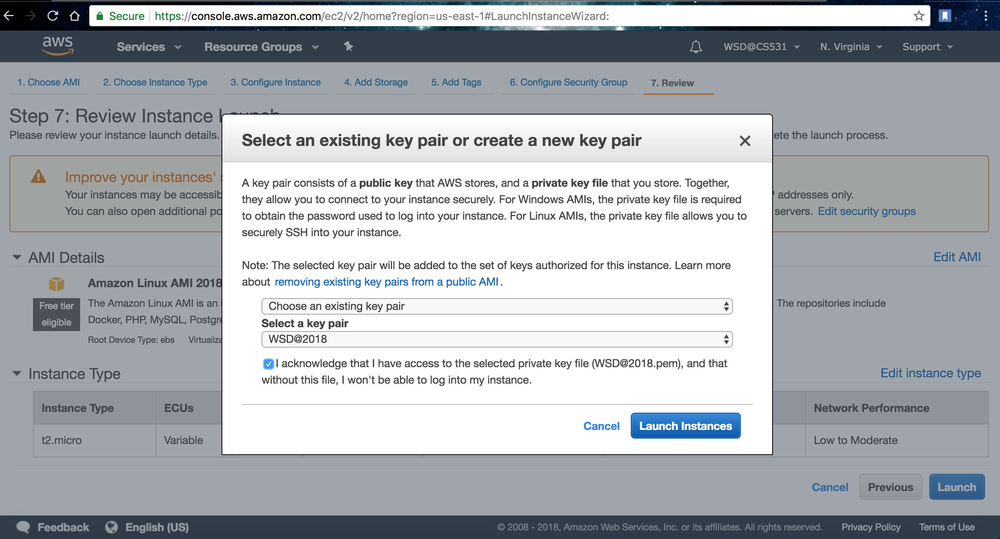 Secure https://console.aws.amazon.com/ec2/v2/home?region=us-east-1#LaunchInstanceWizard:
aws Services Resource Groups WSD@CS531 N. Virginia Support
1. Choose AMI 2. Choose Instance Type 3. Configure Instance 4. Add Storage 5. Add Tags 6. Configure Security Group 7. Review
Step 7: Review Instance Launch
Please review your instance launch details. ete the launch process.
Select an existing key pair or create a new key pair
Improve your instances'
Your instances may be accessib addresses only.
You can also open additional po servers. Edit security groups
A key pair consists of a public key that AWS stores, and a private key file that you store. Together,
they allow you to connect to your instance securely. For Windows AMIs, the private key file is required
to obtain the password used to log into your instance. For Linux AMIs, the private key file allows you to
securely SSH into your instance.
Note: The selected key pair will be added to the set of keys authorized for this instance. Learn more
about removing existing key pairs from a public AMI.
Choose an existing key pair
Select a key pair
WSD@2018
I acknowledge that I have access to the selected private key file (WSD@2018.pem), and that
without this file, I won't be able to log into my instance.
Cancel Launch Instances
AMI Details Edit AMI
Amazon Linux AMI 2018
Free tier
eligible
The Amazon Linux AMI is an The repositories include
Docker, PHP, MySQL, Postgre
Root Device Type: ebs Virtualiza
Instance Type Edit instance type
Instance Type ECUs Network Performance
t2.micro Variable Low to Moderate
Cancel Previous Launch
Feedback English (US) © 2008 - 2018, Amazon Web Services, Inc. or its affiliates. All rights reserved. Privacy Policy Terms of Use